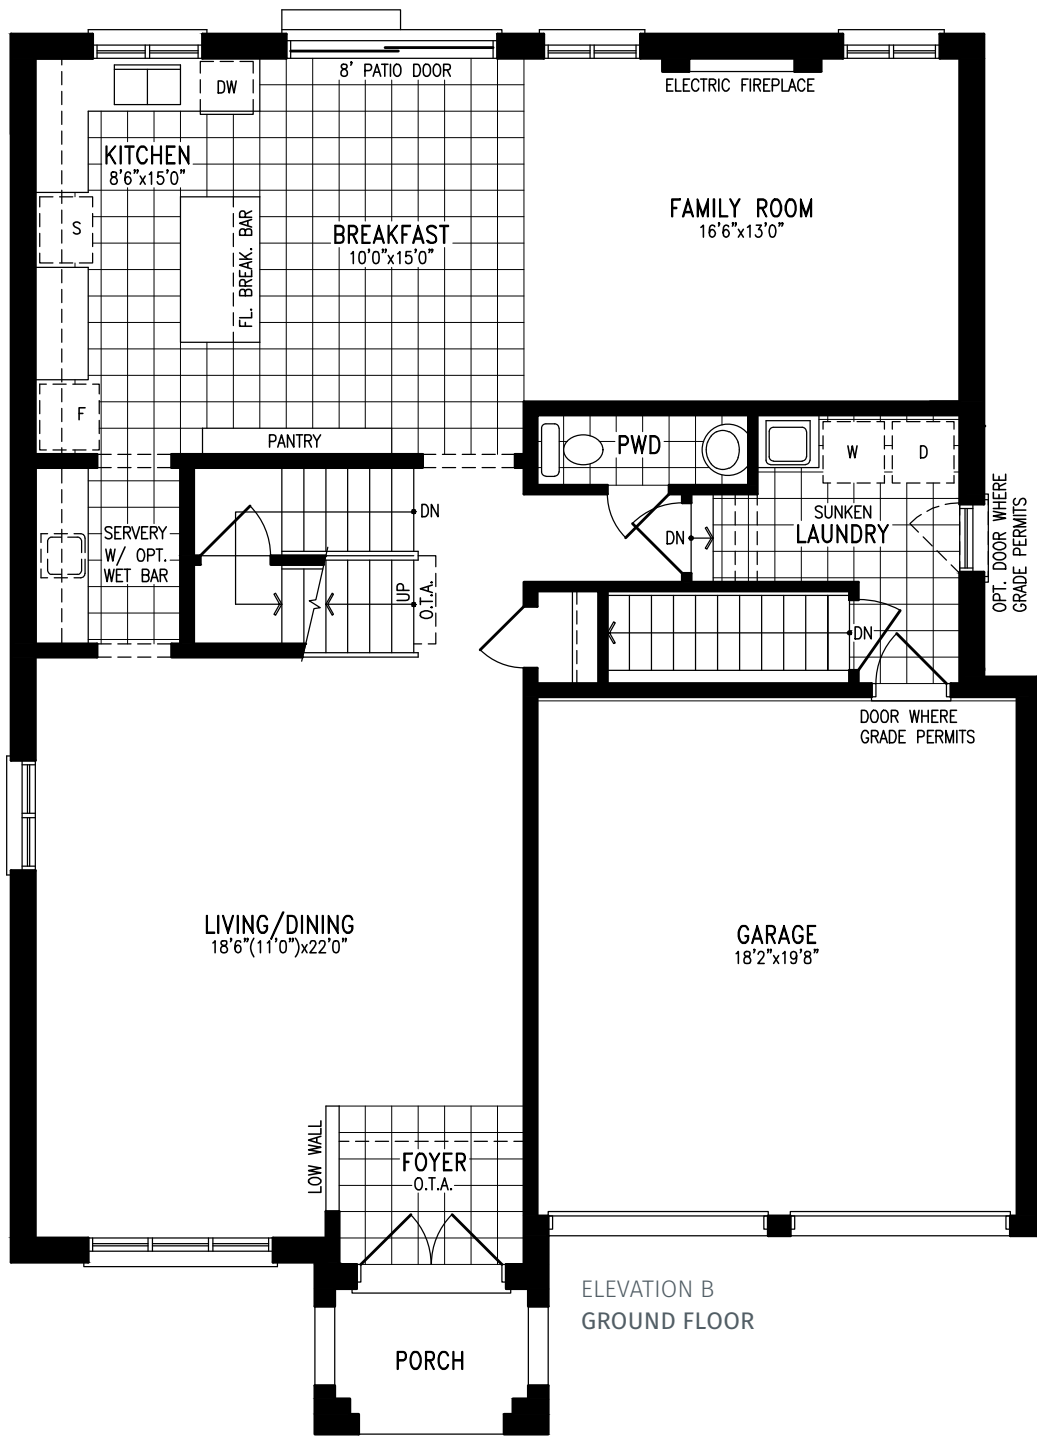 8' PATIO DOOR
ELECTRIC FIREPLACE
DW
KITCHEN
8'6"x15'0"
S
FL. BREAK. BAR
BREAKFAST
10'0"x15'0"
FAMILY ROOM
16'6"x13'0"
F
PANTRY
PWD
W
D
DN
SERVERY
W/ OPT.
WET BAR
UP
O.T.A.
DN
SUNKEN
LAUNDRY
OPT. DOOR WHERE
GRADE PERMITS
DN
DOOR WHERE
GRADE PERMITS
LIVING/DINING
18'6"(11'0")x22'0"
GARAGE
18'2"x19'8"
LOW WALL
FOYER
O.T.A.
PORCH
ELEVATION B
GROUND FLOOR